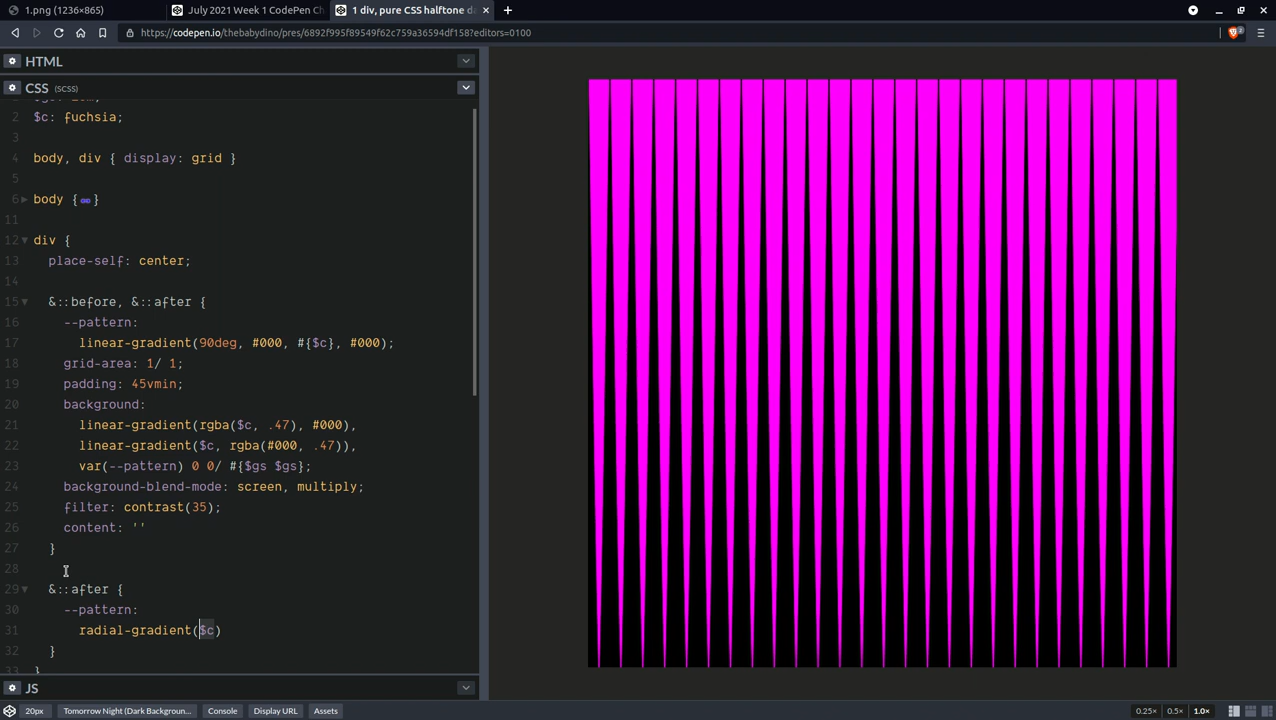 1.png (1236×865)
July 2021 Week 1 CodePen Ch
1 div, pure CSS halftone d
https://codepen.io/thebabydino/pres/6892f995f89549f62c759a36594df158?editors=0100
2
HTML
CSS (SCSS)
2 $c: fuchsia;
3
4 body, div { display: grid }
5
6 body { }
11
12 div {
13 place-self: center;
14
15 &::before, &::after {
16 --pattern:
17 linear-gradient(90deg, #000, #{$c}, #000);
18 grid-area: 1/ 1;
19 padding: 45vmin;
20 background:
21 linear-gradient(rgba($c, .47), #000),
22 linear-gradient($c, rgba(#000, .47)),
23 var(--pattern) 0 0/ #{$gs $gs};
24 background-blend-mode: screen, multiply;
25 filter: contrast(35);
26 content: ''
27 }
28
29 &::after {
30 --pattern:
31 radial-gradient($c)
32 }
33 }
JS
20px
Tomorrow Night (Dark Backgroun...
Console
Display URL
Assets
0.25×
0.5×
1.0×